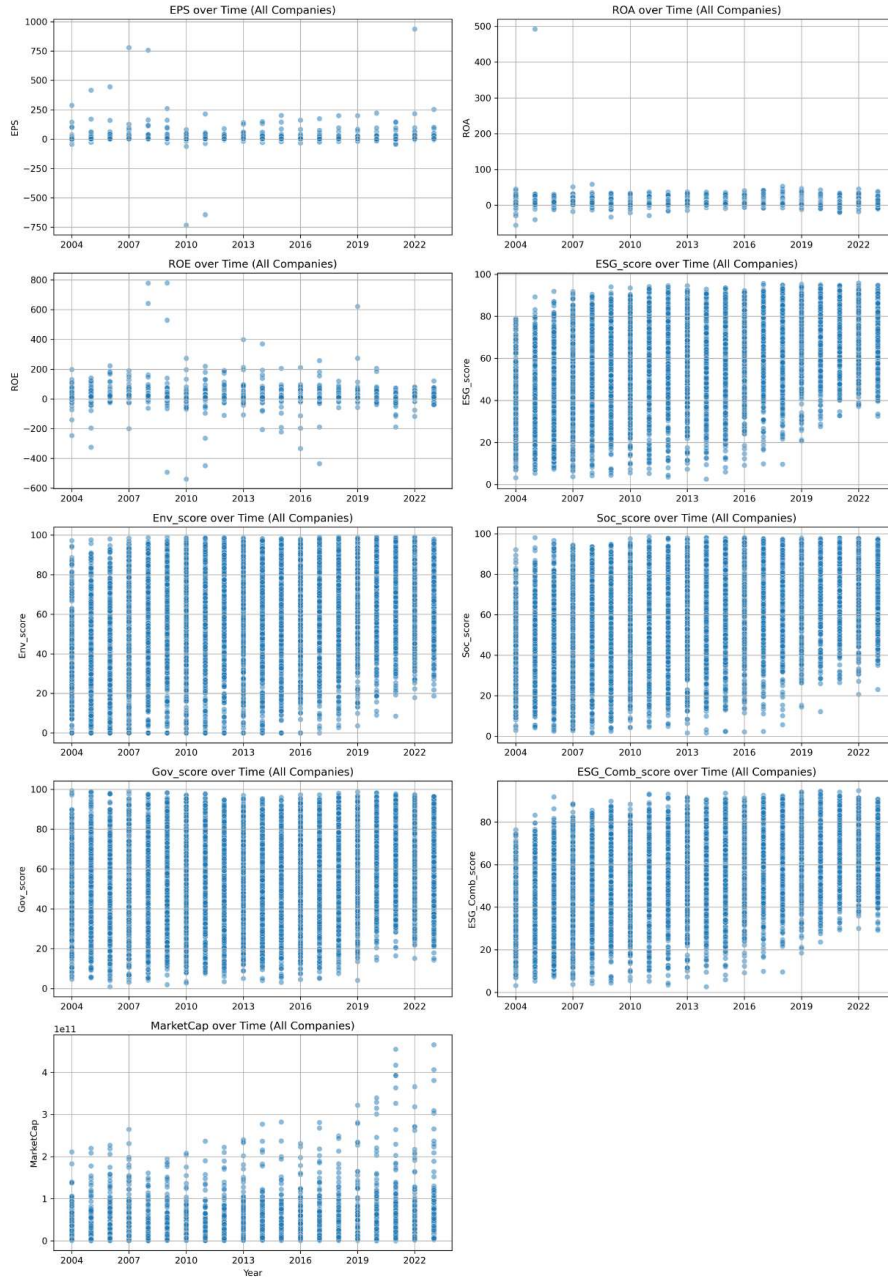 EPS over Time (All Companies)
1000
750
500
250
0
−250
−500
−750
EPS
2004 2007 2010 2013 2016 2019 2022
ROA over Time (All Companies)
500
400
300
200
100
0
ROA
2004 2007 2010 2013 2016 2019 2022
ROE over Time (All Companies)
800
600
400
200
0
−200
−400
−600
ROE
2004 2007 2010 2013 2016 2019 2022
ESG_score over Time (All Companies)
100
80
60
40
20
0
ESG_score
2004 2007 2010 2013 2016 2019 2022
Env_score over Time (All Companies)
100
80
60
40
20
0
Env_score
2004 2007 2010 2013 2016 2019 2022
Soc_score over Time (All Companies)
100
80
60
40
20
0
Soc_score
2004 2007 2010 2013 2016 2019 2022
Gov_score over Time (All Companies)
100
80
60
40
20
0
Gov_score
2004 2007 2010 2013 2016 2019 2022
ESG_Comb_score over Time (All Companies)
100
80
60
40
20
0
ESG_Comb_score
2004 2007 2010 2013 2016 2019 2022
MarketCap over Time (All Companies)
1e11
4
3
2
1
0
MarketCap
2004 2007 2010 2013 2016 2019 2022
Year